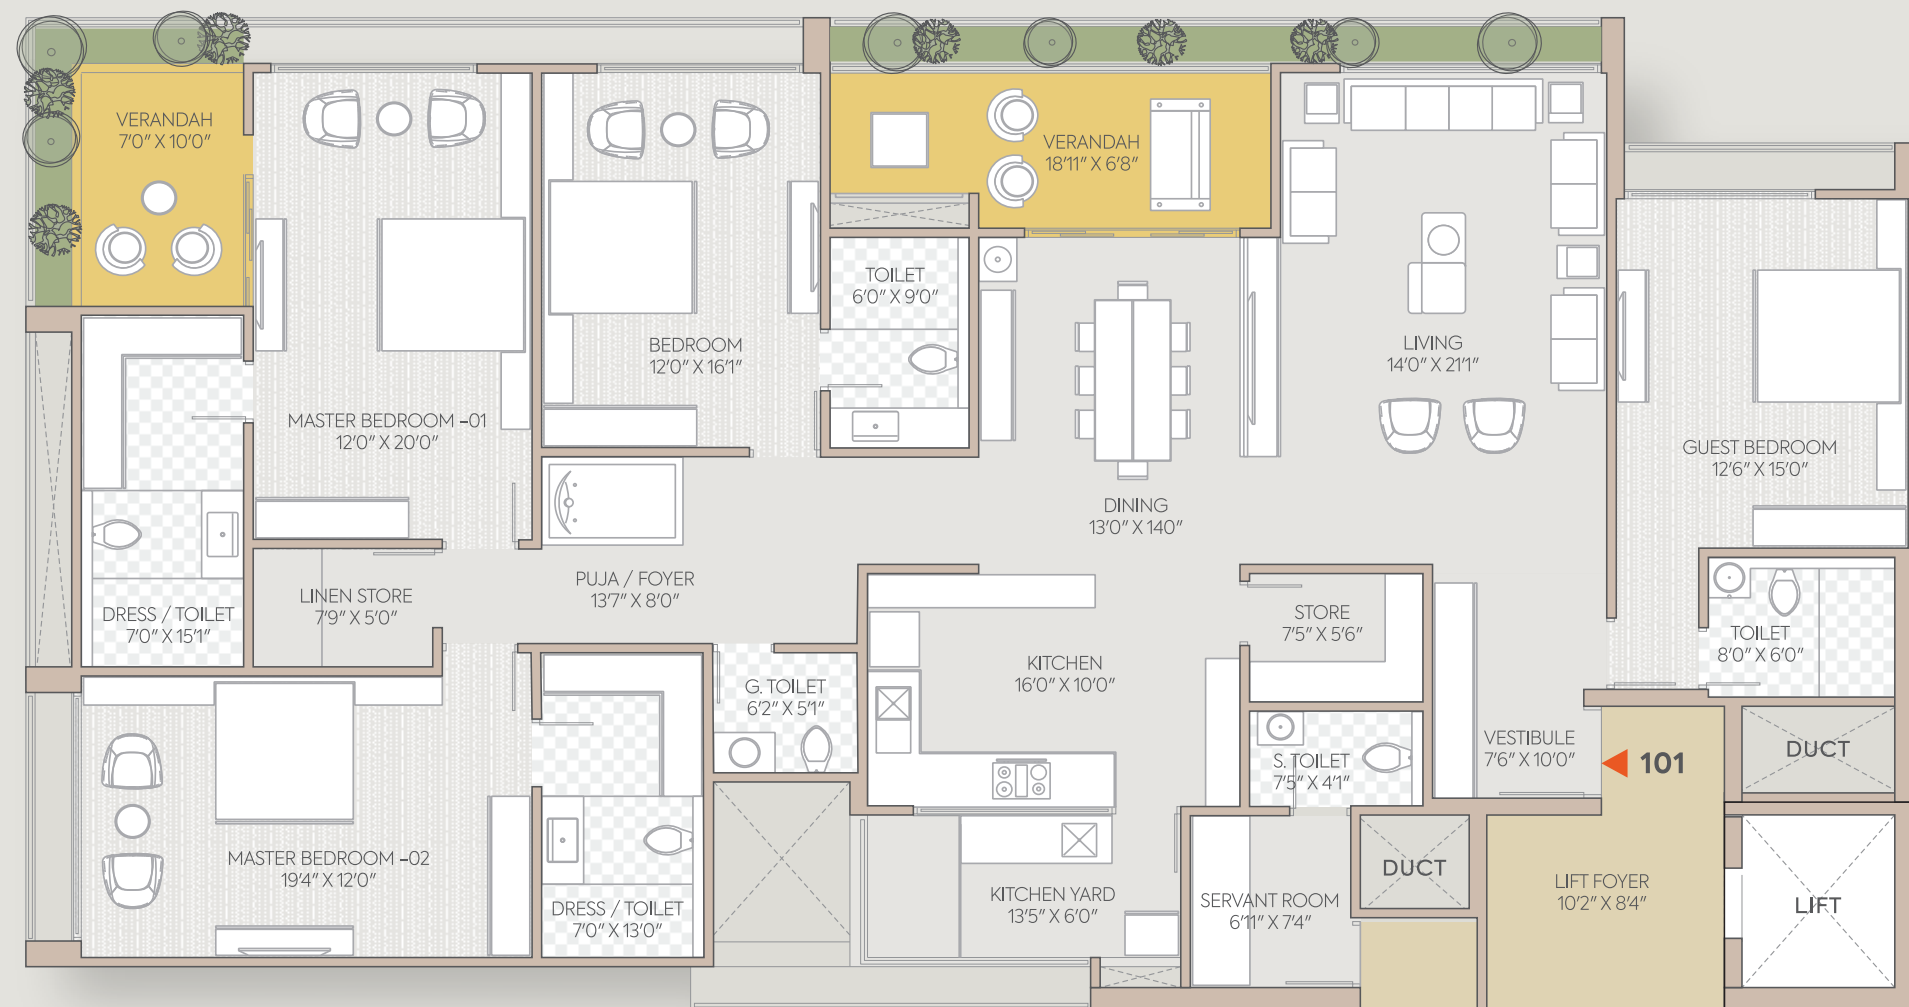 VERANDAH
7'0" X 10'0"
VERANDAH
18'11" X 6'8"
TOILET
6'0" X 9'0"
BEDROOM
12'0" X 16'1"
LIVING
14'0" X 21'1"
MASTER BEDROOM -01
12'0" X 20'0"
GUEST BEDROOM
12'6" X 15'0"
DINING
13'0" X 140"
PUJA / FOYER
13'7" X 8'0"
LINEN STORE
7'9" X 5'0"
DRESS / TOILET
7'0" X 15'1"
STORE
7'5" X 5'6"
TOILET
8'0" X 6'0"
KITCHEN
16'0" X 10'0"
G. TOILET
6'2" X 5'1"
VESTIBULE
7'6" X 10'0"
101
DUCT
S. TOILET
7'5" X 4'1"
MASTER BEDROOM -02
19'4" X 12'0"
DUCT
LIFT FOYER
10'2" X 8'4"
LIFT
KITCHEN YARD
13'5" X 6'0"
SERVANT ROOM
6'11" X 7'4"
DRESS / TOILET
7'0" X 13'0"